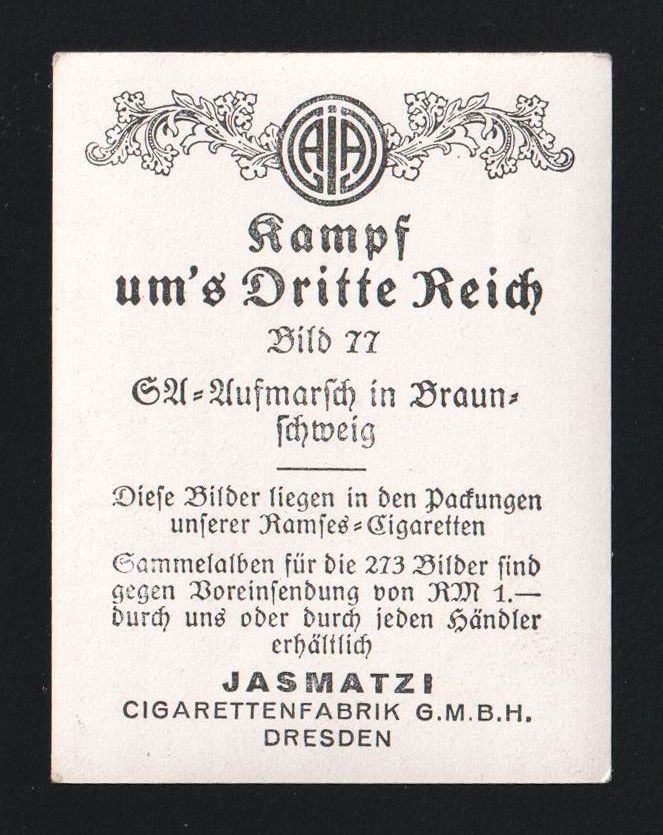 AJA
Kampf
um's Dritte Reich
Bild 77
SA-Aufmarsch in Braun-
schweig
Diese Bilder liegen in den Packungen
unserer Ramses-Cigaretten
Sammelalben für die 273 Bilder sind
gegen Voreinsendung von RM 1.—
durch uns oder durch jeden Händler
erhältlich
JASMATZI
CIGARETTENFABRIK G.M.B.H.
DRESDEN